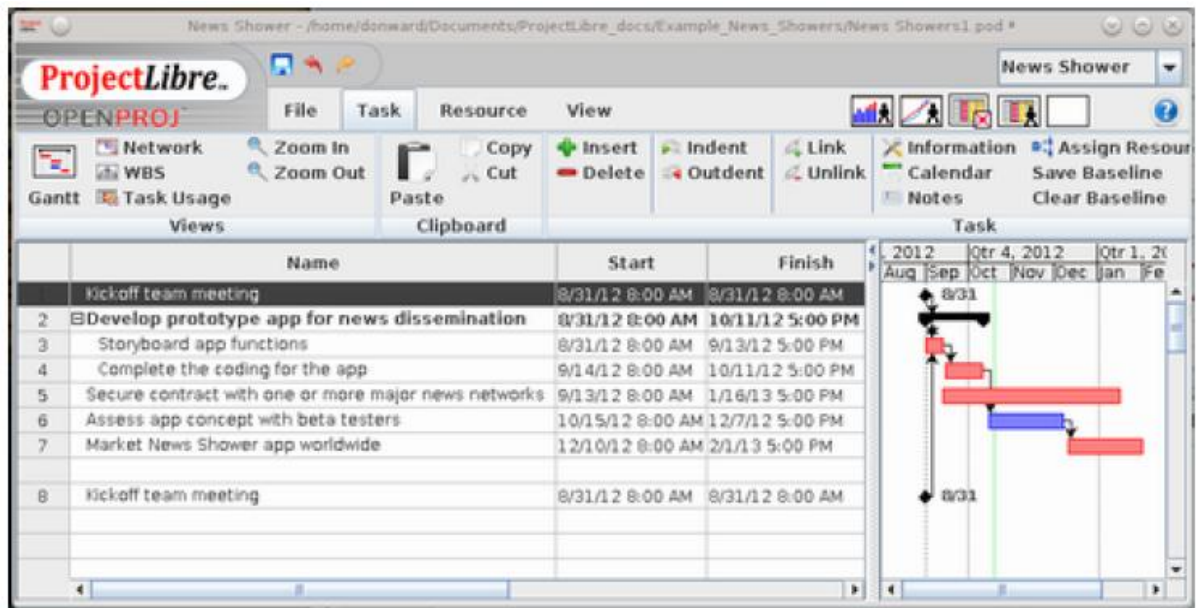 News Shower - /home/donward/Documents/ProjectLibre_docs/Example_News_Showers/News Showers1.pod *
ProjectLibre™
OPENPROJ
News Shower
File Task Resource View
Network Zoom In Copy Insert Indent Link Information Assign Resour
WBS Zoom Out Cut Delete Outdent Unlink Calendar Save Baseline
Gantt Task Usage Paste Notes Clear Baseline
Views Clipboard Task
Name Start Finish , 2012 Qtr 4, 2012 Qtr 1, 20
Aug Sep Oct Nov Dec Jan Fe
Kickoff team meeting 8/31/12 8:00 AM 8/31/12 8:00 AM 8/31
2 Develop prototype app for news dissemination 8/31/12 8:00 AM 10/11/12 5:00 PM
3 Storyboard app functions 8/31/12 8:00 AM 9/13/12 5:00 PM
4 Complete the coding for the app 9/14/12 8:00 AM 10/11/12 5:00 PM
5 Secure contract with one or more major news networks 9/13/12 8:00 AM 1/16/13 5:00 PM
6 Assess app concept with beta testers 10/15/12 8:00 AM 12/7/12 5:00 PM
7 Market News Shower app worldwide 12/10/12 8:00 AM 2/1/13 5:00 PM
8 Kickoff team meeting 8/31/12 8:00 AM 8/31/12 8:00 AM 8/31